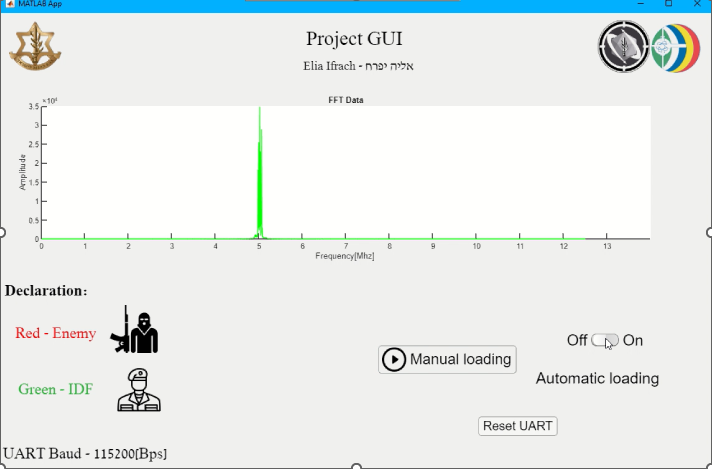 MATLAB App
Project GUI
Elia Ifrach - אליה יפרח
FFT Data
×10⁴
3.5
3
2.5
2
1.5
1
0.5
0
Amplitude
0 1 2 3 4 5 6 7 8 9 10 11 12 13
Frequency[Mhz]
Declaration:
Red - Enemy
Green - IDF
Manual loading
Off On
Automatic loading
Reset UART
UART Baud - 115200[Bps]